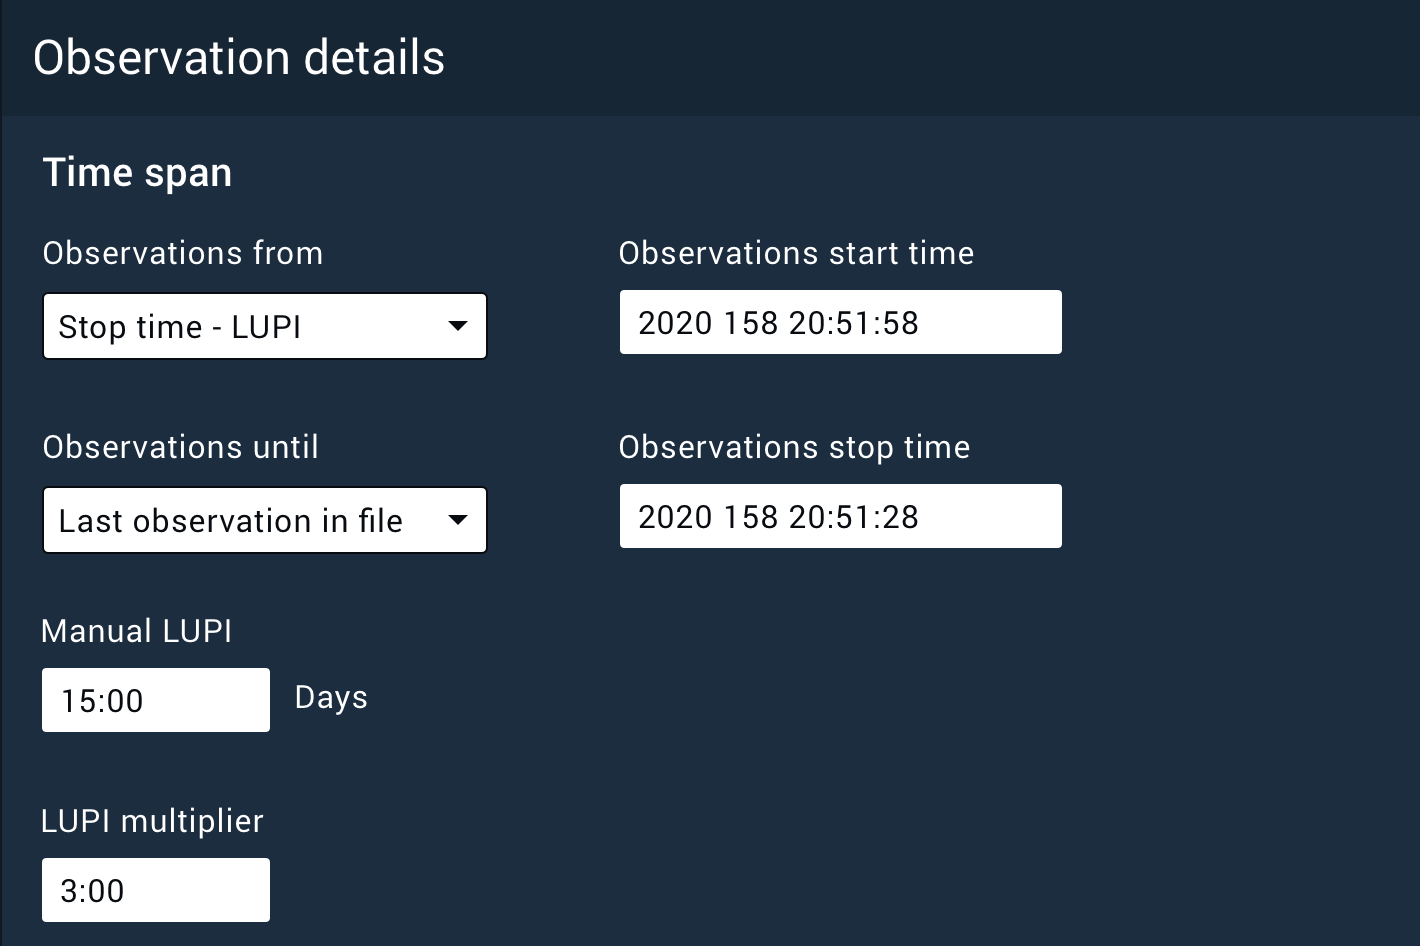 Observation details
Time span
Observations from
Observations start time
Stop time - LUPI
2020 158 20:51:58
Observations until
Observations stop time
Last observation in file
2020 158 20:51:28
Manual LUPI
15:00
Days
LUPI multiplier
3:00